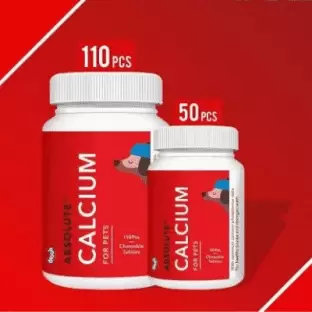 110 PCS
50 PCS
ABSOLUTE
CALCIUM
FOR PETS
Chewable
Tablets
ABSOLUTE
CALCIUM
FOR PETS
Chewable
Tablets